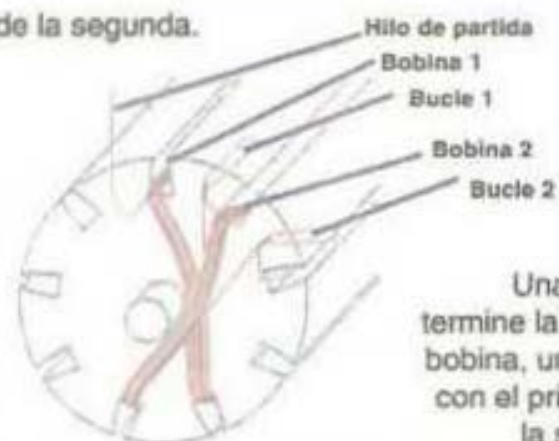 de la segunda.
Hilo de partida
Bobina 1
Bucle 1
Bobina 2
Bucle 2
Una
termine la
bobina, un
con el pri
la s